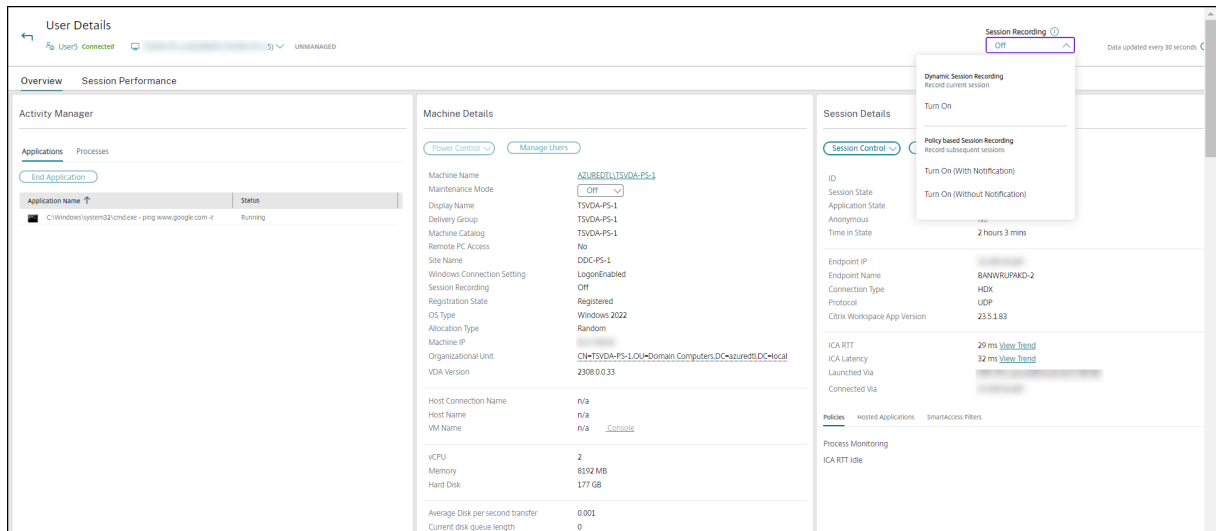 User Details
Session Recording
User5 Connected 5) UNMANAGED
Off
Data updated every 30 seconds
Overview Session Performance
Dynamic Session Recording
Record current session
Turn On
Policy based Session Recording
Record subsequent sessions
Turn On (With Notification)
Turn On (Without Notification)
Activity Manager
Applications Processes
End Application
Application Name Status
C:\Windows\system32\cmd.exe - ping www.google.com -t Running
Machine Details
Power Control Manage Users
Machine Name AZUREDTL\TSVDA-PS-1
Maintenance Mode Off
Display Name TSVDA-PS-1
Delivery Group TSVDA-PS-1
Machine Catalog TSVDA-PS-1
Remote PC Access No
Site Name DDC-PS-1
Windows Connection Setting LogonEnabled
Session Recording Off
Registration State Registered
OS Type Windows 2022
Allocation Type Random
Machine IP
Organizational Unit CN=TSVDA-PS-1,OU=Domain Computers,DC=azuredtl,DC=local
VDA Version 2308.0.0.33
Host Connection Name n/a
Host Name n/a
VM Name n/a Console
vCPU 2
Memory 8192 MB
Hard Disk 177 GB
Average Disk per second transfer 0.001
Current disk queue length 0
Session Details
Session Control
ID
Session State
Application State
Anonymous No
Time in State 2 hours 3 mins
Endpoint IP
Endpoint Name BANWRUPAKD-2
Connection Type HDX
Protocol UDP
Citrix Workspace App Version 23.5.1.83
ICA RTT 29 ms View Trend
ICA Latency 32 ms View Trend
Launched Via
Connected Via
Policies Hosted Applications SmartAccess Filters
Process Monitoring
ICA RTT Idle